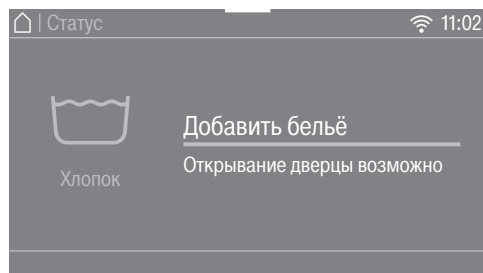 | Статус 11:02
Добавить бельё
Открывание дверцы возможно
Хлопок